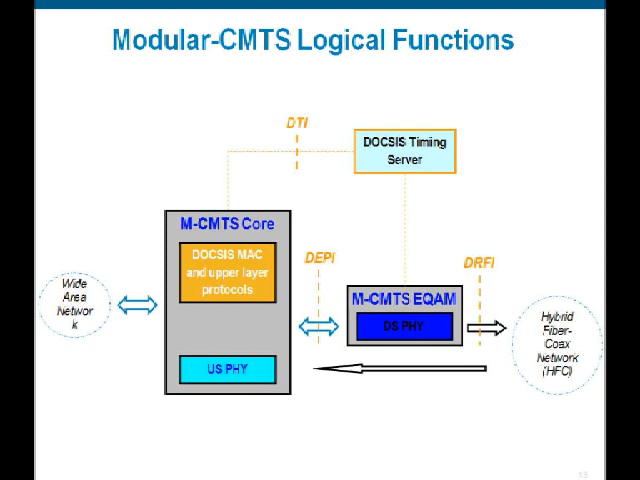 Modular-CMTS Logical Functions
DTI
DOCSIS Timing
Server
M-CMTS Core
DOCSIS MAC
and upper layer
protocols
DEPI
DRFI
Wide
Area
Networ
k
M-CMTS EQAM
DS PHY
Hybrid
Fiber-
Coax
Network
(HFC)
US PHY
13